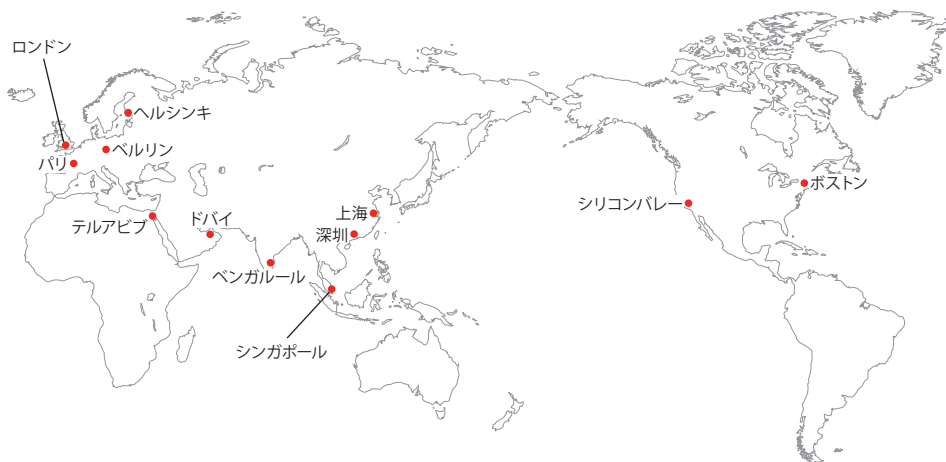 ロンドン
ヘルシンキ
ベルリン
パリ
ボストン
シリコンバレー
テルアビブ
ドバイ
上海
深圳
ベンガルール
シンガポール